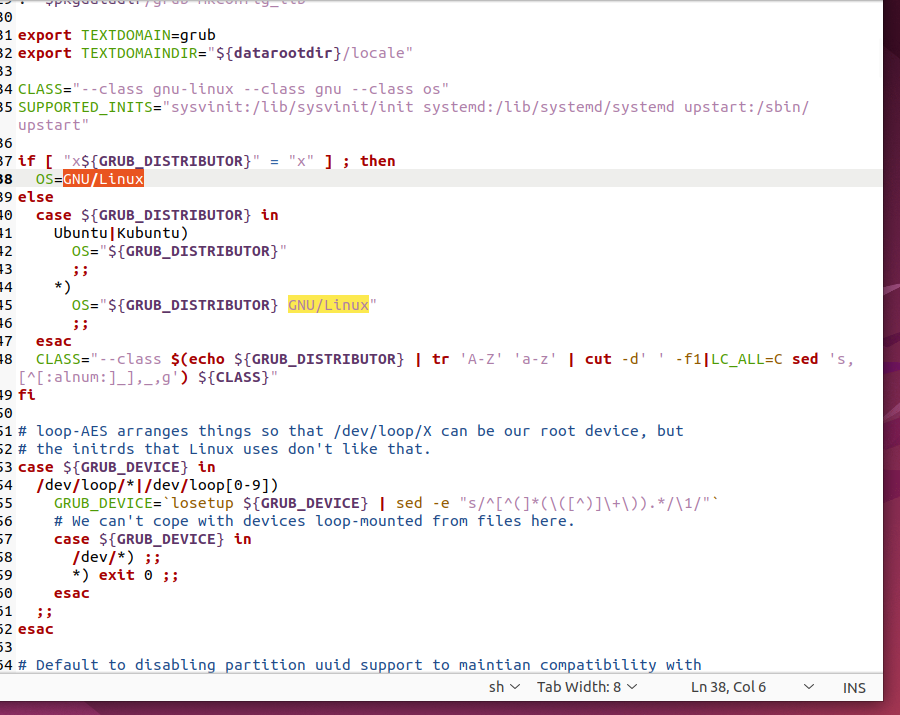 30
31 export TEXTDOMAIN=grub
32 export TEXTDOMAINDIR="${datarootdir}/locale"
33
34 CLASS="--class gnu-linux --class gnu --class os"
35 SUPPORTED_INITS="sysvinit:/lib/sysvinit/init systemd:/lib/systemd/systemd upstart:/sbin/
upstart"
36
37 if [ "x${GRUB_DISTRIBUTOR}" = "x" ] ; then
38   OS=GNU/Linux
39 else
40   case ${GRUB_DISTRIBUTOR} in
41     Ubuntu|Kubuntu)
42       OS="${GRUB_DISTRIBUTOR}"
43       ;;
44     *)
45       OS="${GRUB_DISTRIBUTOR} GNU/Linux"
46       ;;
47   esac
48   CLASS="--class $(echo ${GRUB_DISTRIBUTOR} | tr 'A-Z' 'a-z' | cut -d' ' -f1|LC_ALL=C sed 's,
[^[:alnum:]_],_,g') ${CLASS}"
49 fi
50
51 # loop-AES arranges things so that /dev/loop/X can be our root device, but
52 # the initrds that Linux uses don't like that.
53 case ${GRUB_DEVICE} in
54   /dev/loop/*|/dev/loop[0-9])
55     GRUB_DEVICE=`losetup ${GRUB_DEVICE} | sed -e "s/^[^(]*(\([^)]\+\)).*/\1/"`
56     # We can't cope with devices loop-mounted from files here.
57     case ${GRUB_DEVICE} in
58       /dev/*) ;;
59       *) exit 0 ;;
60     esac
61   ;;
62 esac
63
64 # Default to disabling partition uuid support to maintian compatibility with
sh Tab Width: 8 Ln 38, Col 6 INS